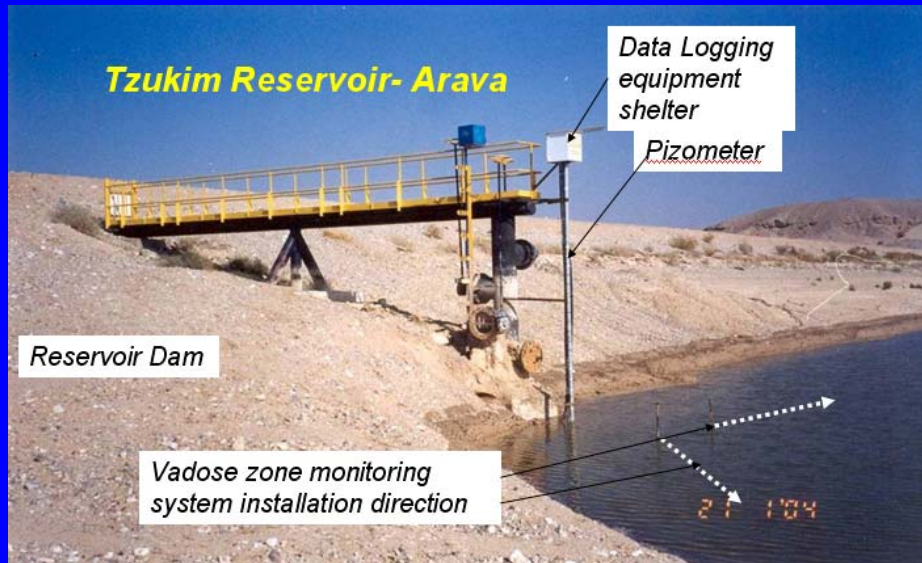 Tzukim Reservoir- Arava
Data Logging
equipment
shelter
Pizometer
Reservoir Dam
Vadose zone monitoring
system installation direction
21 1'04